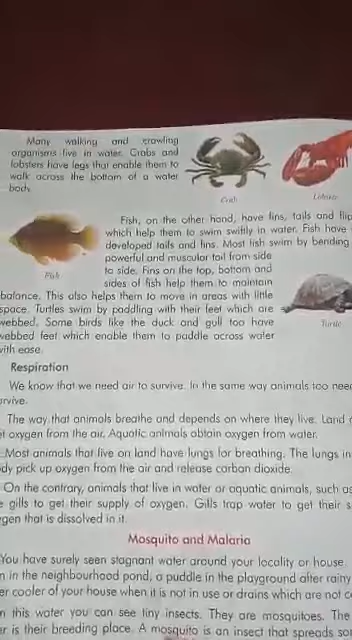 Many walking and crawling
organisms live in water. Crabs and
lobsters have legs that enable them to
walk across the bottom of a water
body.
Crab
Lobster
Fish, on the other hand, have fins, tails and
which help them to swim swiftly in water. Fish have
developed tails and fins. Most fish swim by bending
powerful and muscular tail from side
to side. Fins on the top, bottom and
Fish
sides of fish help them to maintain
balance. This also helps them to move in areas with little
space. Turtles swim by paddling with their feet which are
webbed. Some birds like the duck and gull too have
Turtle
webbed feet which enable them to paddle across water
with ease.
Respiration
We know that we need air to survive. In the same way animals too need
The way that animals breathe and depends on where they live. Land
oxygen from the air. Aquatic animals obtain oxygen from water.
Most animals that live on land have lungs for breathing. The lungs in
pick up oxygen from the air and release carbon dioxide.
On the contrary, animals that live in water or aquatic animals, such as
gills to get their supply of oxygen. Gills trap water to get their
that is dissolved in it.
Mosquito and Malaria
You have surely seen stagnant water around your locality or house.
in the neighbourhood pond, a puddle in the playground after rainy
cooler of your house when it is not in use or drains which are not
this water you can see tiny insects. They are mosquitoes. The
is their breeding place. A mosquito is an insect that spreads